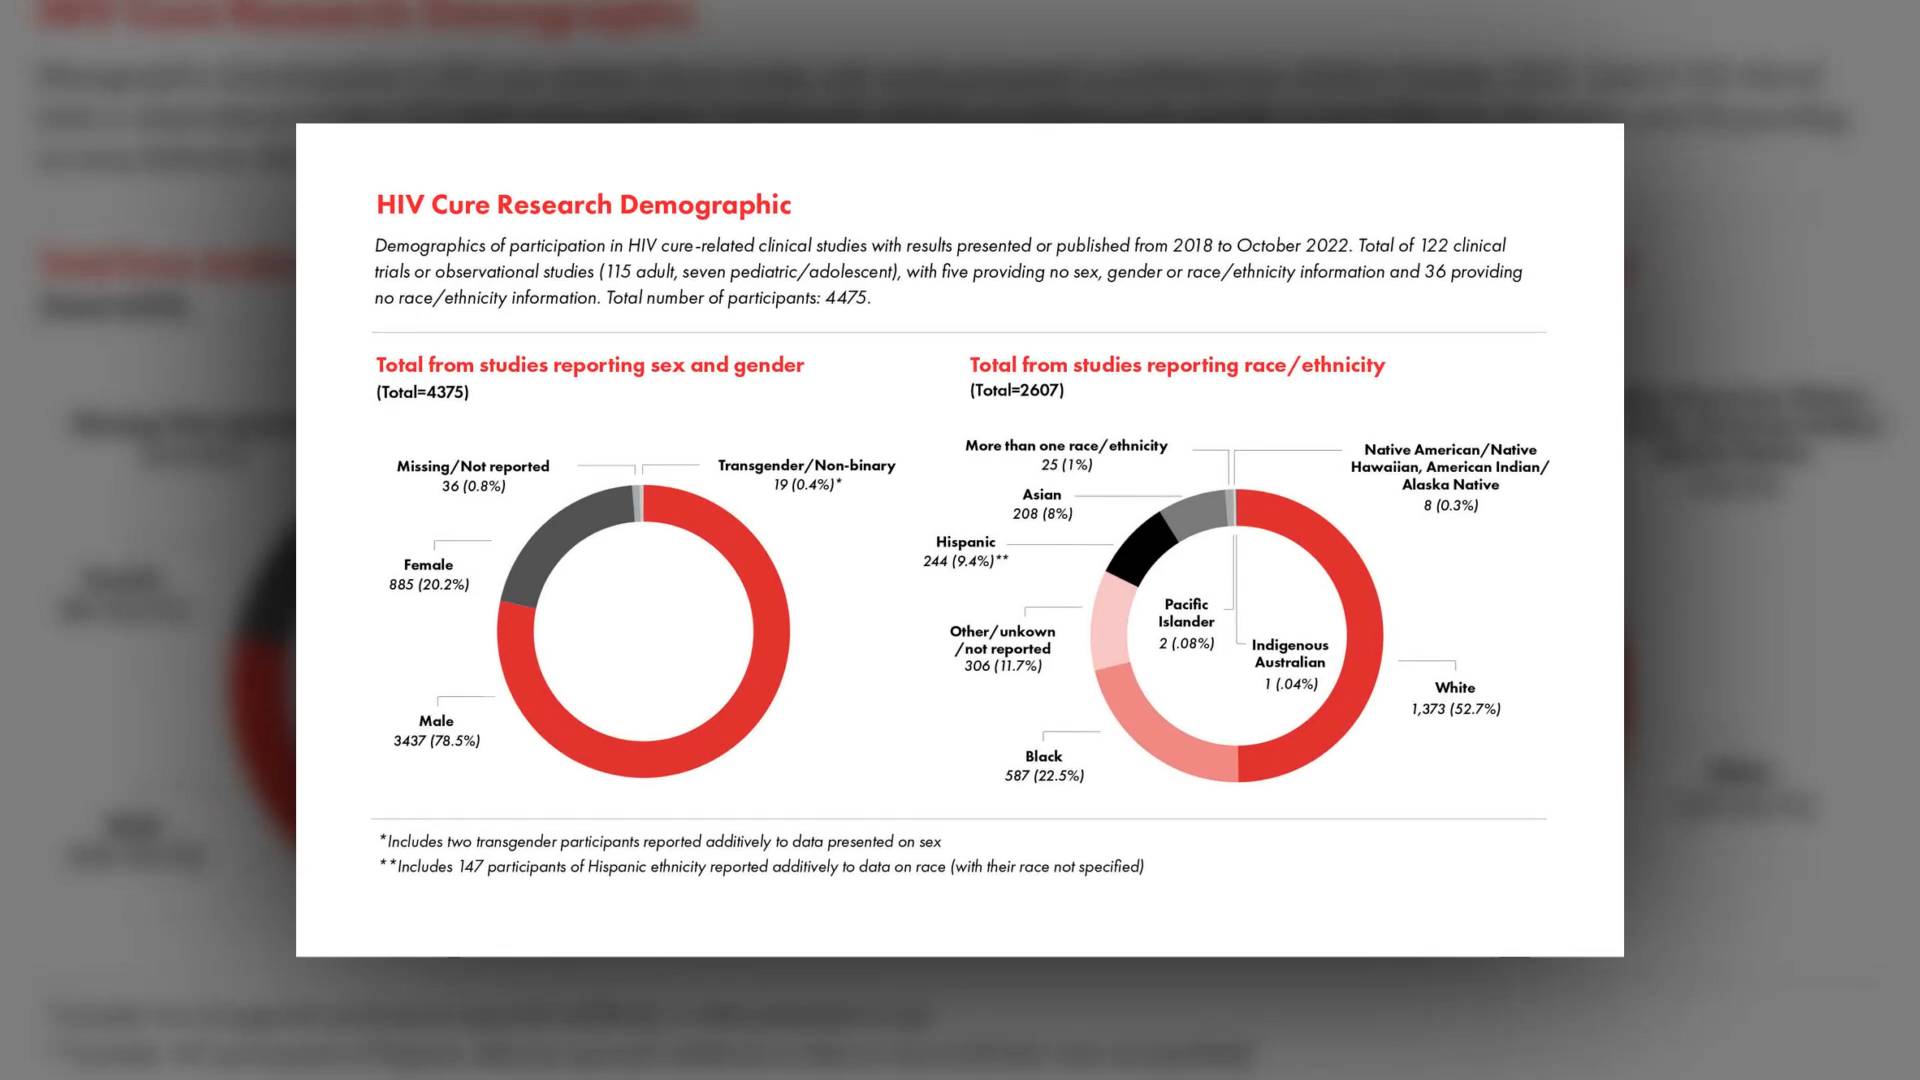 HIV Cure Research Demographic
Demographics of participation in HIV cure-related clinical studies with results presented or published from 2018 to October 2022. Total of 122 clinical
trials or observational studies (115 adult, seven pediatric/adolescent), with five providing no sex, gender or race/ethnicity information and 36 providing
no race/ethnicity information. Total number of participants: 4475.
Total from studies reporting sex and gender
(Total=4375)
Missing/Not reported
36 (0.8%)
Transgender/Non-binary
19 (0.4%)*
Female
885 (20.2%)
Male
3437 (78.5%)
Total from studies reporting race/ethnicity
(Total=2607)
More than one race/ethnicity
25 (1%)
Native American/Native
Hawaiian, American Indian/
Alaska Native
8 (0.3%)
Asian
208 (8%)
Hispanic
244 (9.4%)**
Other/unkown
/not reported
306 (11.7%)
Pacific
Islander
2 (.08%)
Indigenous
Australian
1 (.04%)
White
1,373 (52.7%)
Black
587 (22.5%)
*Includes two transgender participants reported additively to data presented on sex
**Includes 147 participants of Hispanic ethnicity reported additively to data on race (with their race not specified)